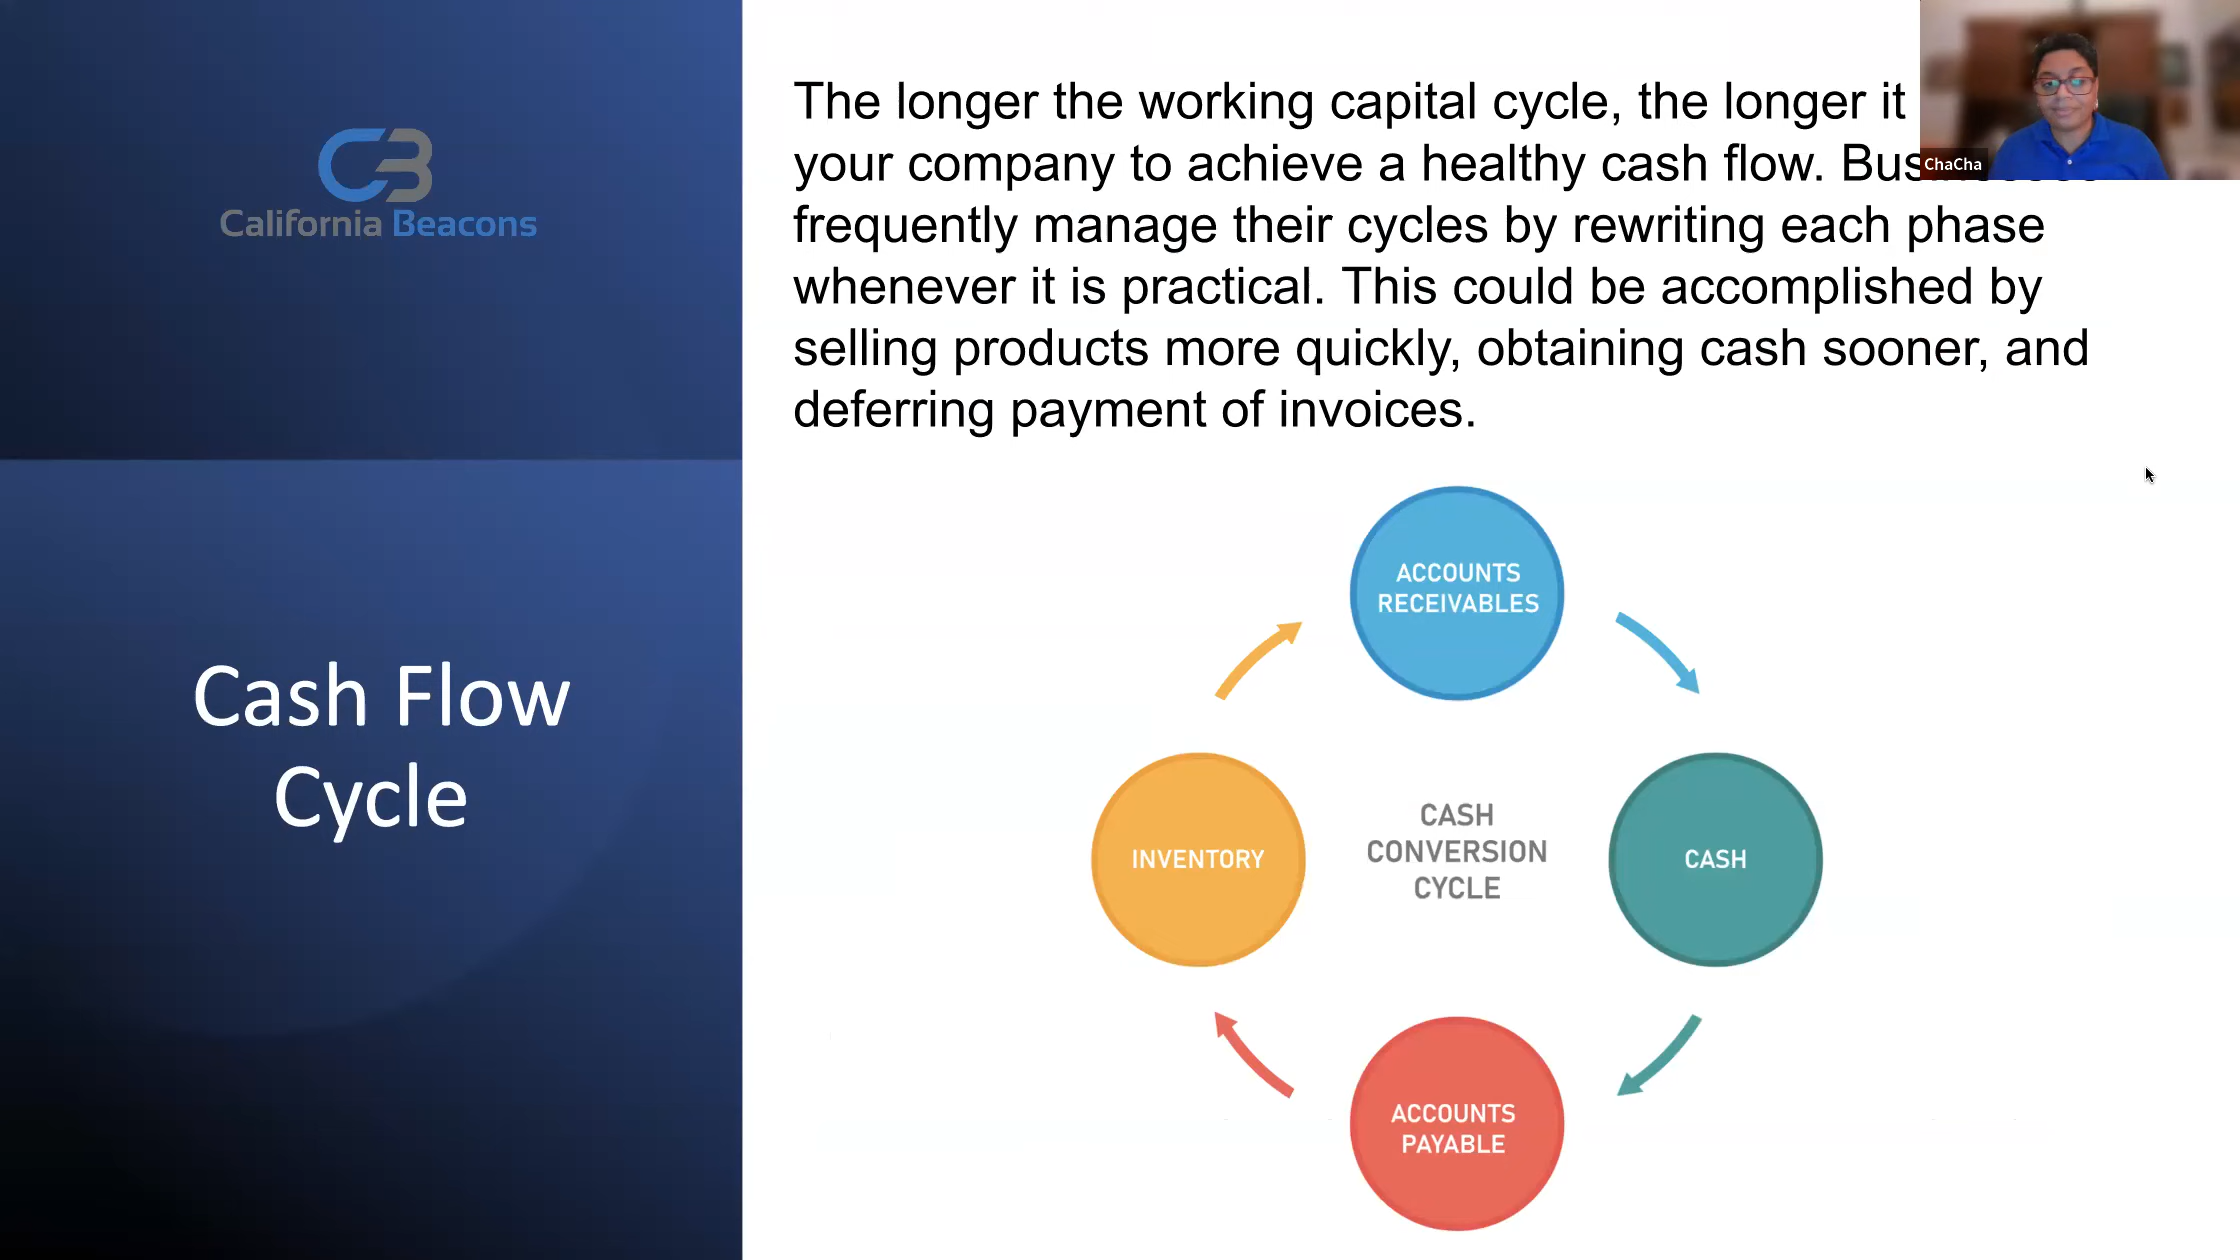 CB
California Beacons
Cash Flow
Cycle
The longer the working capital cycle, the longer it
your company to achieve a healthy cash flow.
frequently manage their cycles by rewriting each phase
whenever it is practical. This could be accomplished by
selling products more quickly, obtaining cash sooner, and
deferring payment of invoices.
ChaCha
ACCOUNTS
RECEIVABLES
INVENTORY
CASH
CONVERSION
CYCLE
CASH
ACCOUNTS
PAYABLE